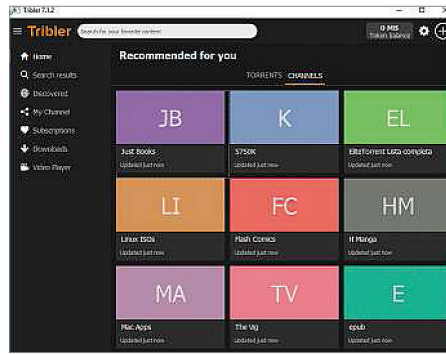 Tribler 7.1.2
Tribler
Search for your favorite content
0 MB
Token balance
Home
Search results
Discovered
My Channel
Subscriptions
Downloads
Video Player
Recommended for you
TORRENTS CHANNELS
JB
K
EL
Just Books
5750K
EliteTorrent Lista completa
Updated just now
Updated just now
Updated just now
LI
FC
HM
Linux ISOs
Flash Comics
H Manga
Updated just now
Updated just now
Updated just now
MA
TV
E
Mac Apps
The Vig
epub
Updated just now
Updated just now
Updated just now